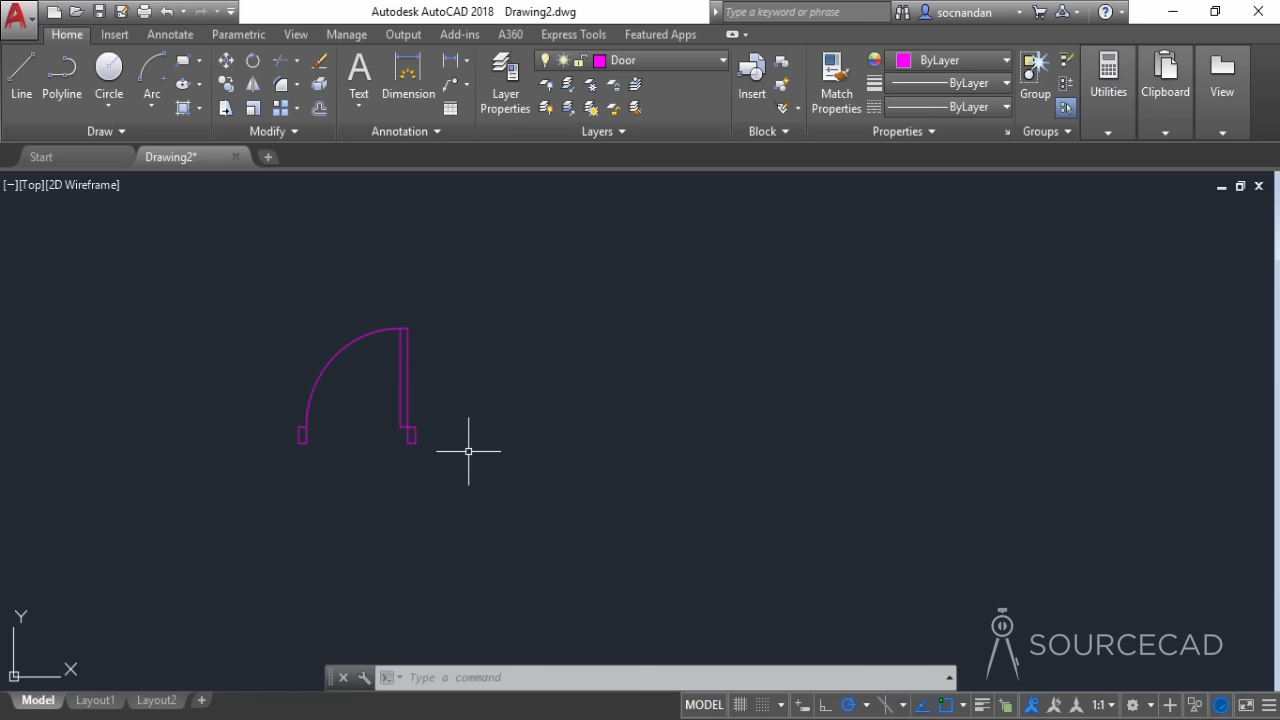 Autodesk AutoCAD 2018 Drawing2.dwg
Type a keyword or phrase
socnandan
Home Insert Annotate Parametric View Manage Output Add-ins A360 Express Tools Featured Apps
Door
ByLayer
ByLayer
ByLayer
Line Polyline Circle Arc Text Dimension Layer Properties Insert Match Properties Group Utilities Clipboard View
Draw Modify Annotation Layers Block Properties Groups
Start Drawing2*
[−][Top][2D Wireframe]
Y
X
SOURCECAD
Type a command
Model Layout1 Layout2
MODEL 1:1